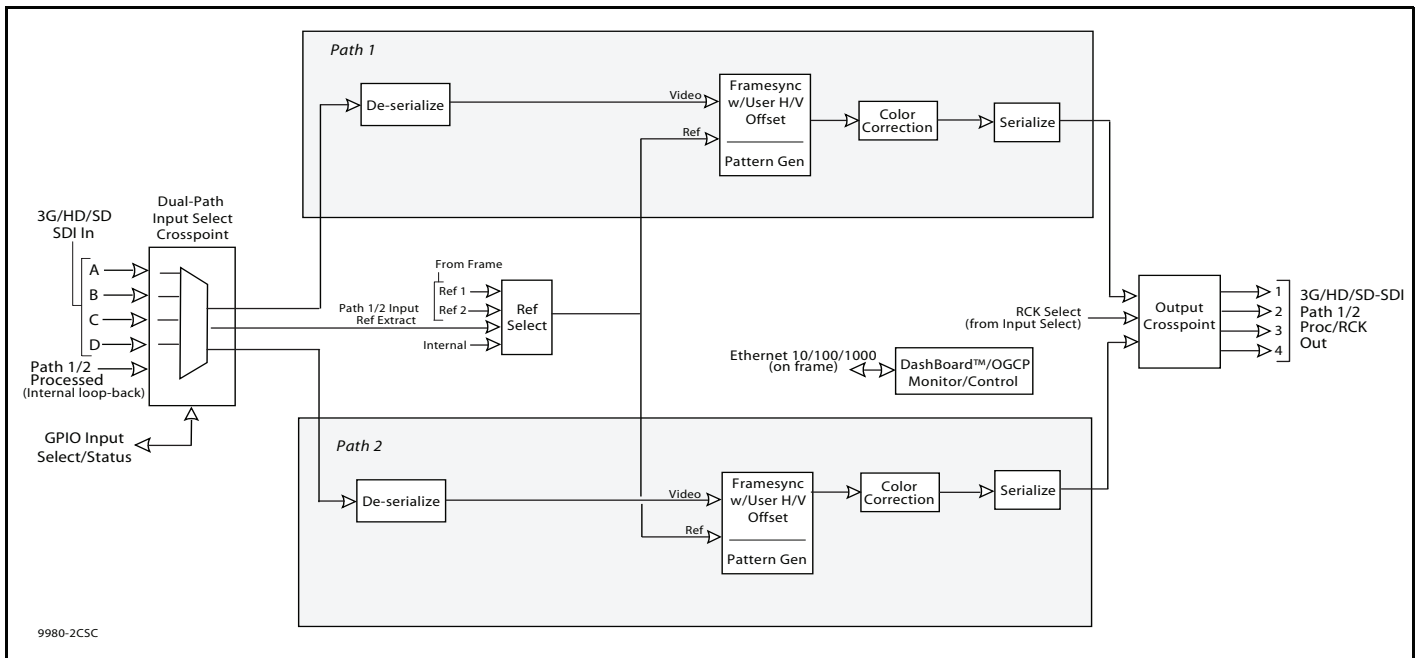 Path 1
De-serialize
Video
Ref
Framesync
w/User H/V
Offset
Pattern Gen
Color
Correction
Serialize
3G/HD/SD
SDI In
A
B
C
D
Path 1/2
Processed
(Internal loop-back)
Dual-Path
Input Select
Crosspoint
GPIO Input
Select/Status
From Frame
Ref 1
Ref 2
Path 1/2 Input
Ref Extract
Internal
Ref
Select
RCK Select
(from Input Select)
Ethernet 10/100/1000
(on frame)
DashBoard™/OGCP
Monitor/Control
Output
Crosspoint
1
2
3
4
3G/HD/SD-SDI
Path 1/2
Proc/RCK
Out
Path 2
De-serialize
Video
Ref
Framesync
w/User H/V
Offset
Pattern Gen
Color
Correction
Serialize
9980-2CSC